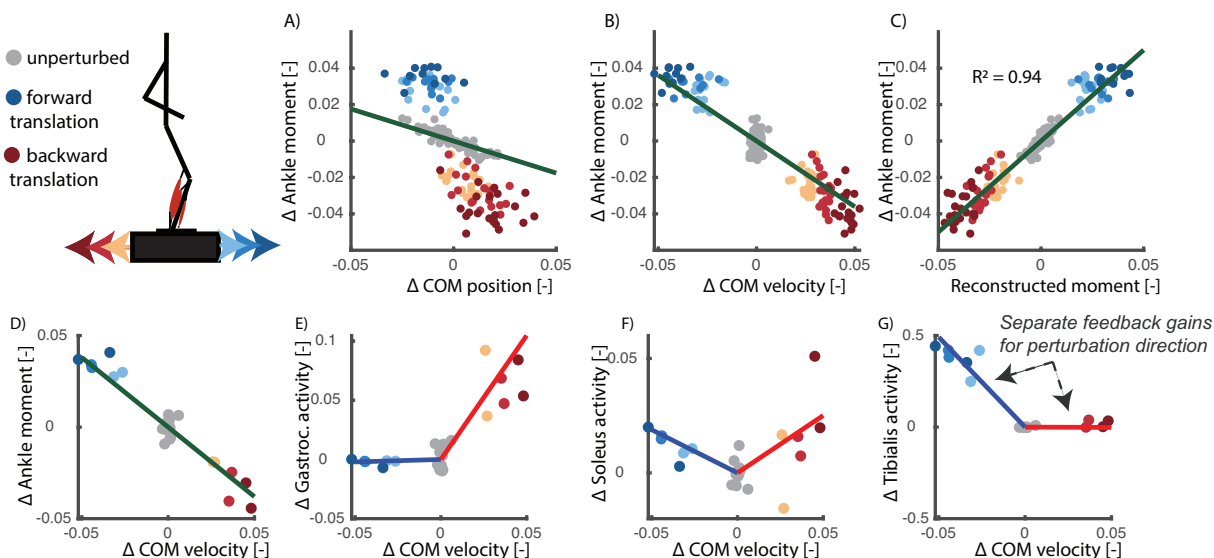 unperturbed
forward
translation
backward
translation
A)
Δ Ankle moment [-]
-0.05 0 0.05
0.04
0.02
0
-0.02
-0.04
Δ COM position [-]
B)
Δ Ankle moment [-]
0.04
0.02
0
-0.02
-0.04
-0.05 0 0.05
Δ COM velocity [-]
C)
Δ Ankle moment [-]
R² = 0.94
0.04
0.02
0
-0.02
-0.04
-0.05 0 0.05
Reconstructed moment [-]
D)
Δ Ankle moment [-]
0.05
0
-0.05
-0.05 0 0.05
Δ COM velocity [-]
E)
Δ Gastroc. activity [-]
0.1
0
-0.05
-0.05 0 0.05
Δ COM velocity [-]
F)
Δ Soleus activity [-]
0.050
0
-0.05 0 0.05
Δ COM velocity [-]
G)
Δ Tibialis activity [-]
0.5
0
-0.5
-0.05 0 0.05
Δ COM velocity [-]
Separate feedback gains
for perturbation direction